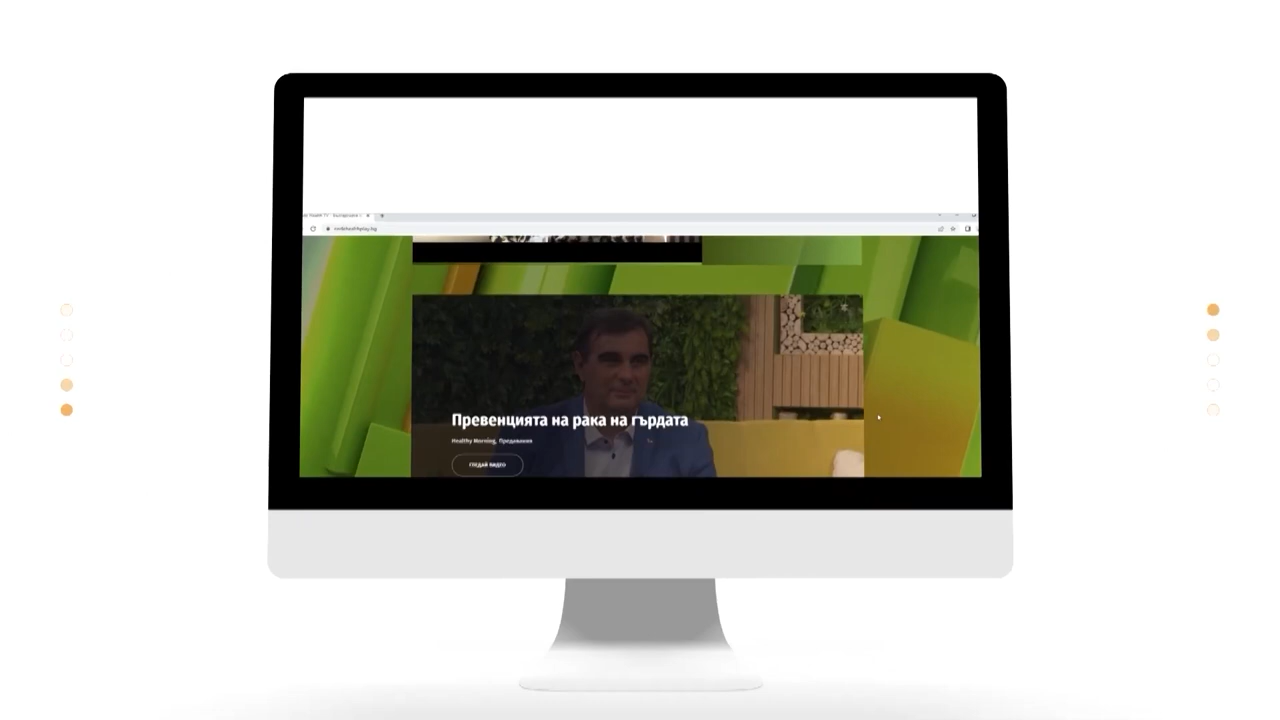 Превенцията на рака на гърдата
Healthy Morning, Предавания
ГЛЕДАЙ ВИДЕО